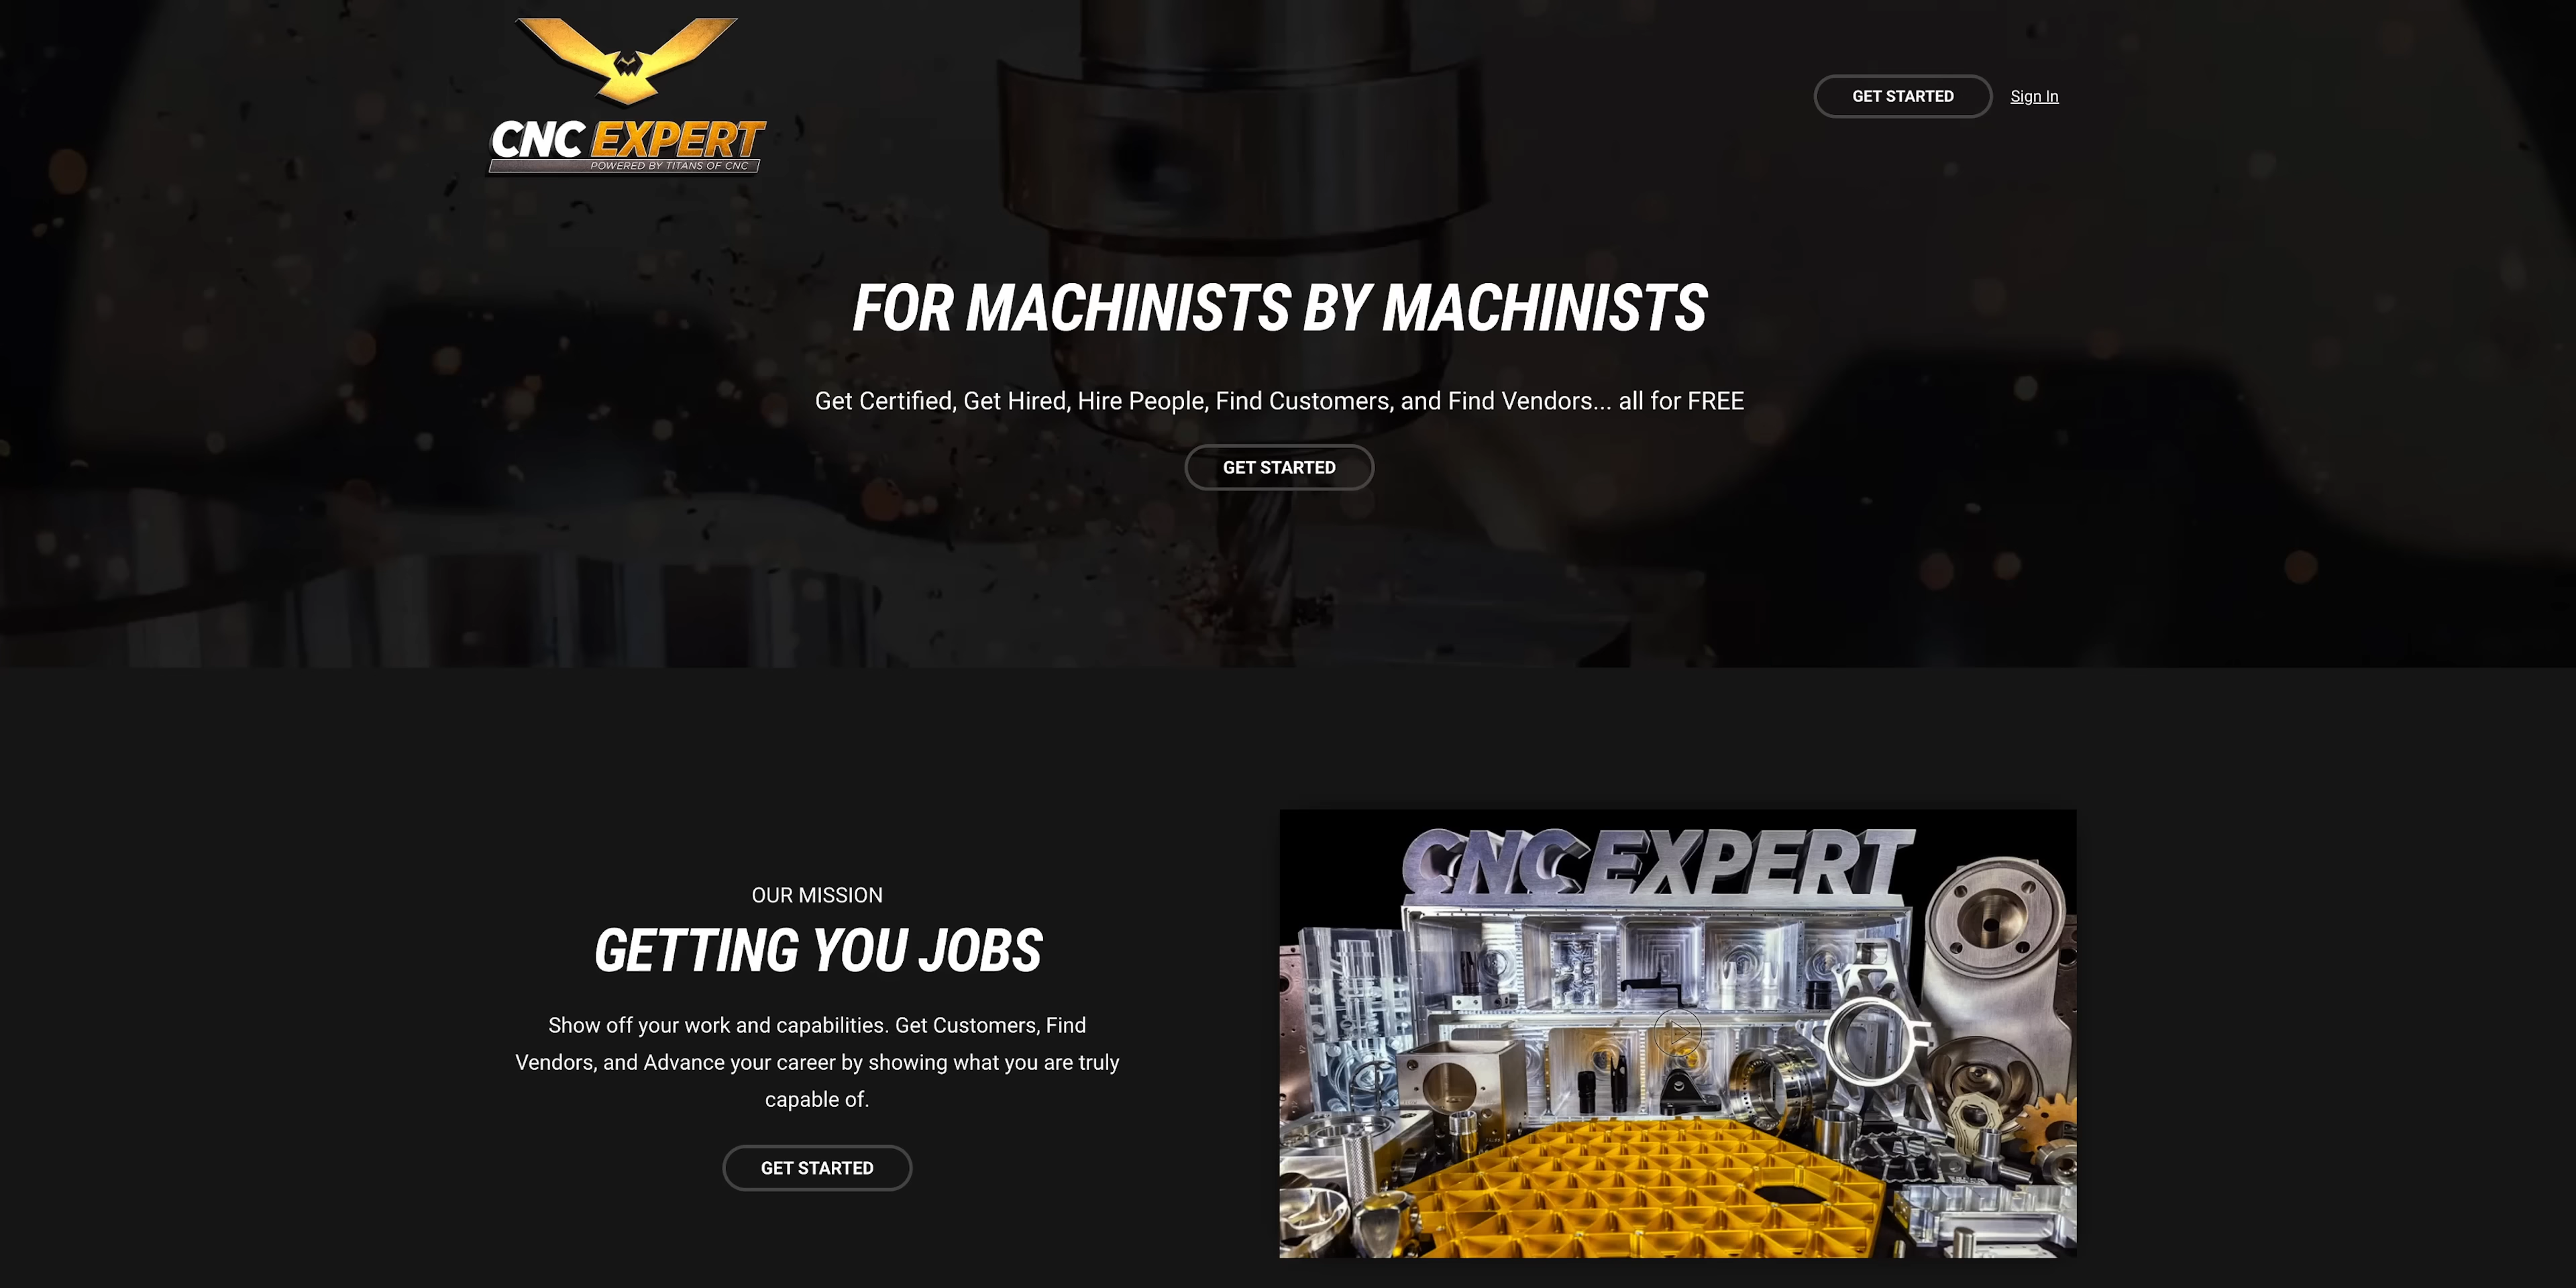 CNC EXPERT
POWERED BY TITANS OF CNC
GET STARTED
Sign In
FOR MACHINISTS BY MACHINISTS
Get Certified, Get Hired, Hire People, Find Customers, and Find Vendors... all for FREE
GET STARTED
OUR MISSION
GETTING YOU JOBS
Show off your work and capabilities. Get Customers, Find
Vendors, and Advance your career by showing what you are truly
capable of.
GET STARTED
CNC EXPERT